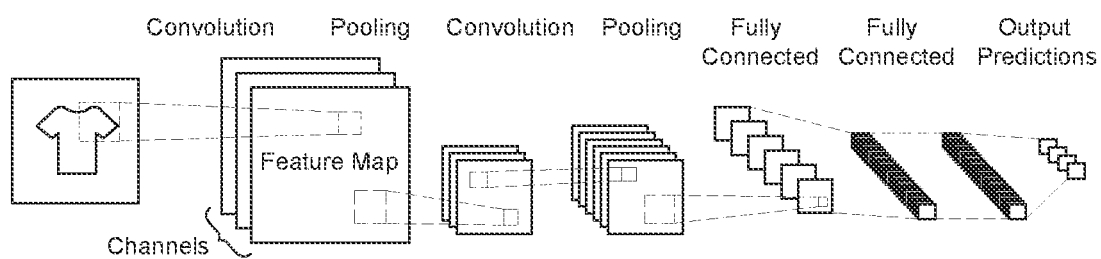 Convolution Pooling Convolution Pooling Fully Connected Fully Connected Output Predictions
Feature Map
Channels